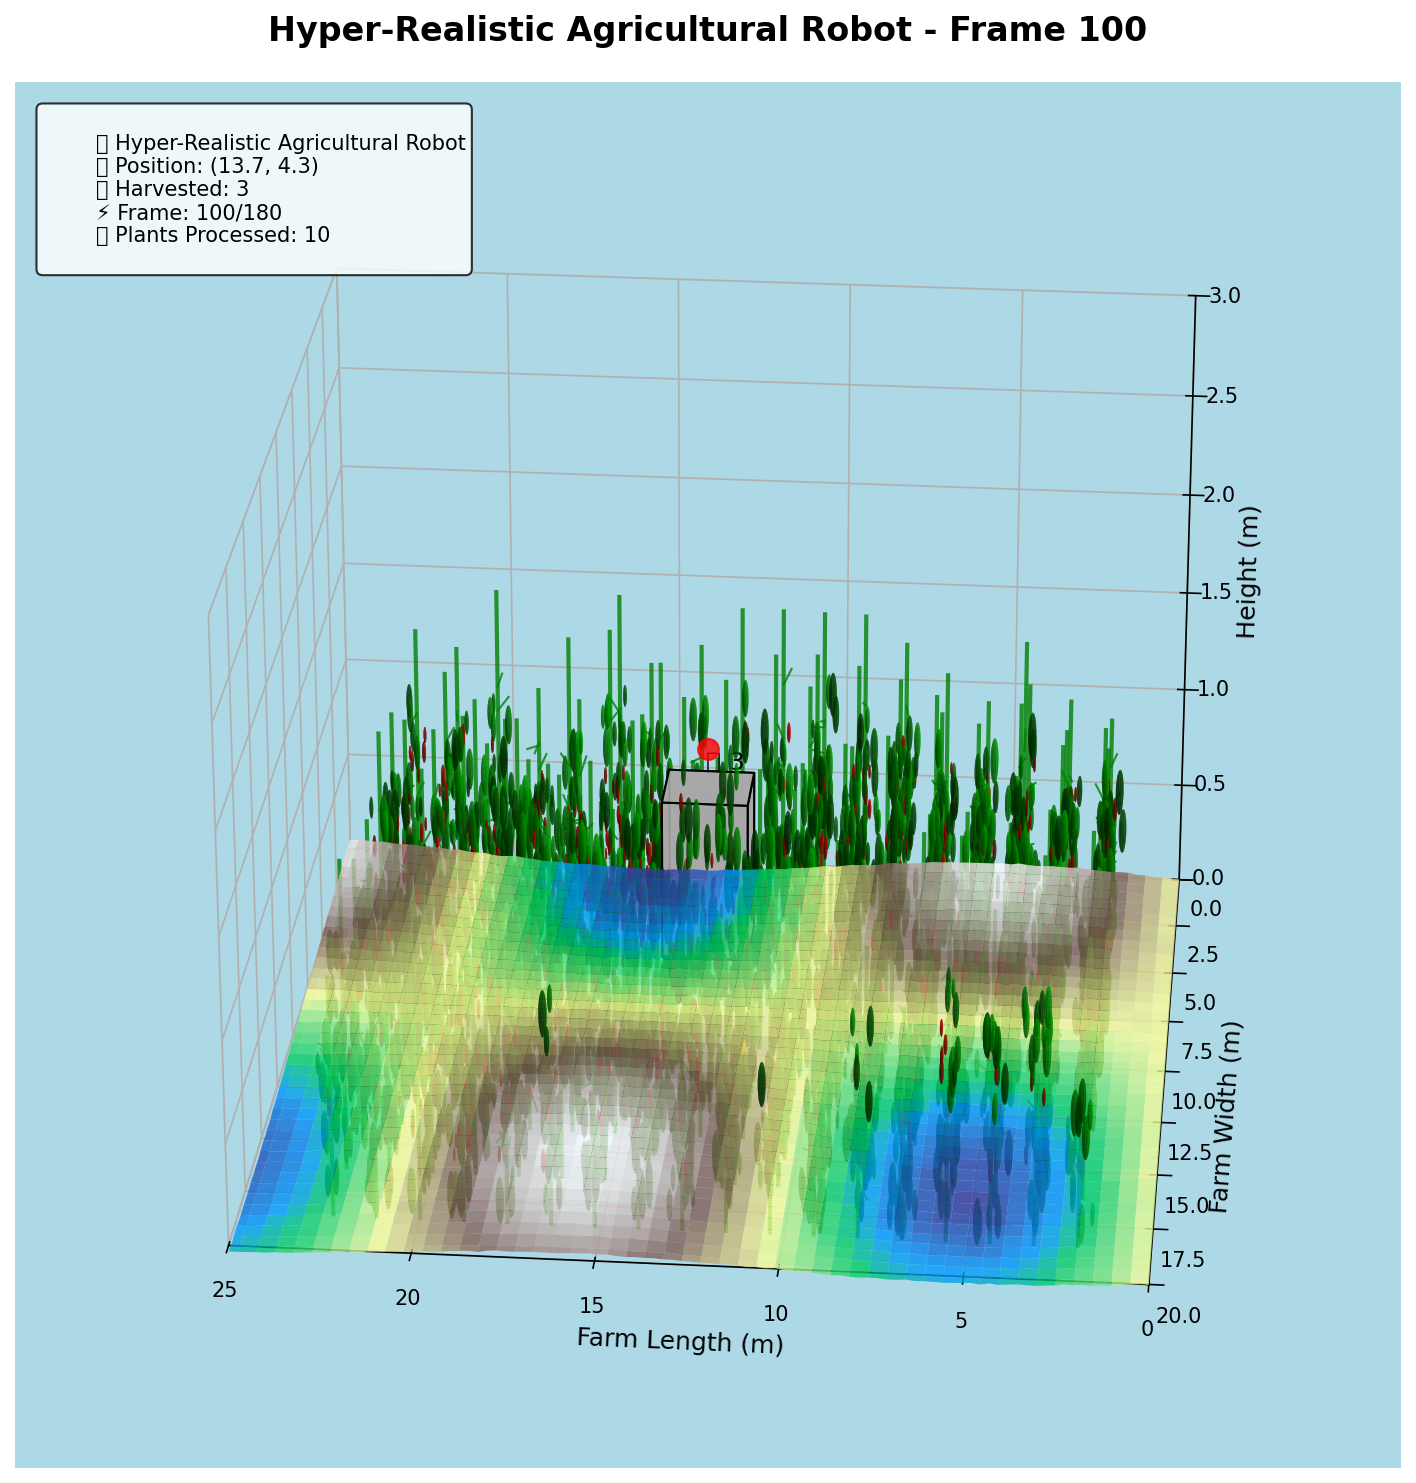 Hyper-Realistic Agricultural Robot - Frame 100
Hyper-Realistic Agricultural Robot
Position: (13.7, 4.3)
Harvested: 3
⚡ Frame: 100/180
Plants Processed: 10
3.0
2.5
2.0
1.5
1.0
0.5
0.0
Height (m)
3
0.0
2.5
5.0
7.5
10.0
12.5
15.0
17.5
20.0
Farm Width (m)
25
20
15
10
5
0
Farm Length (m)